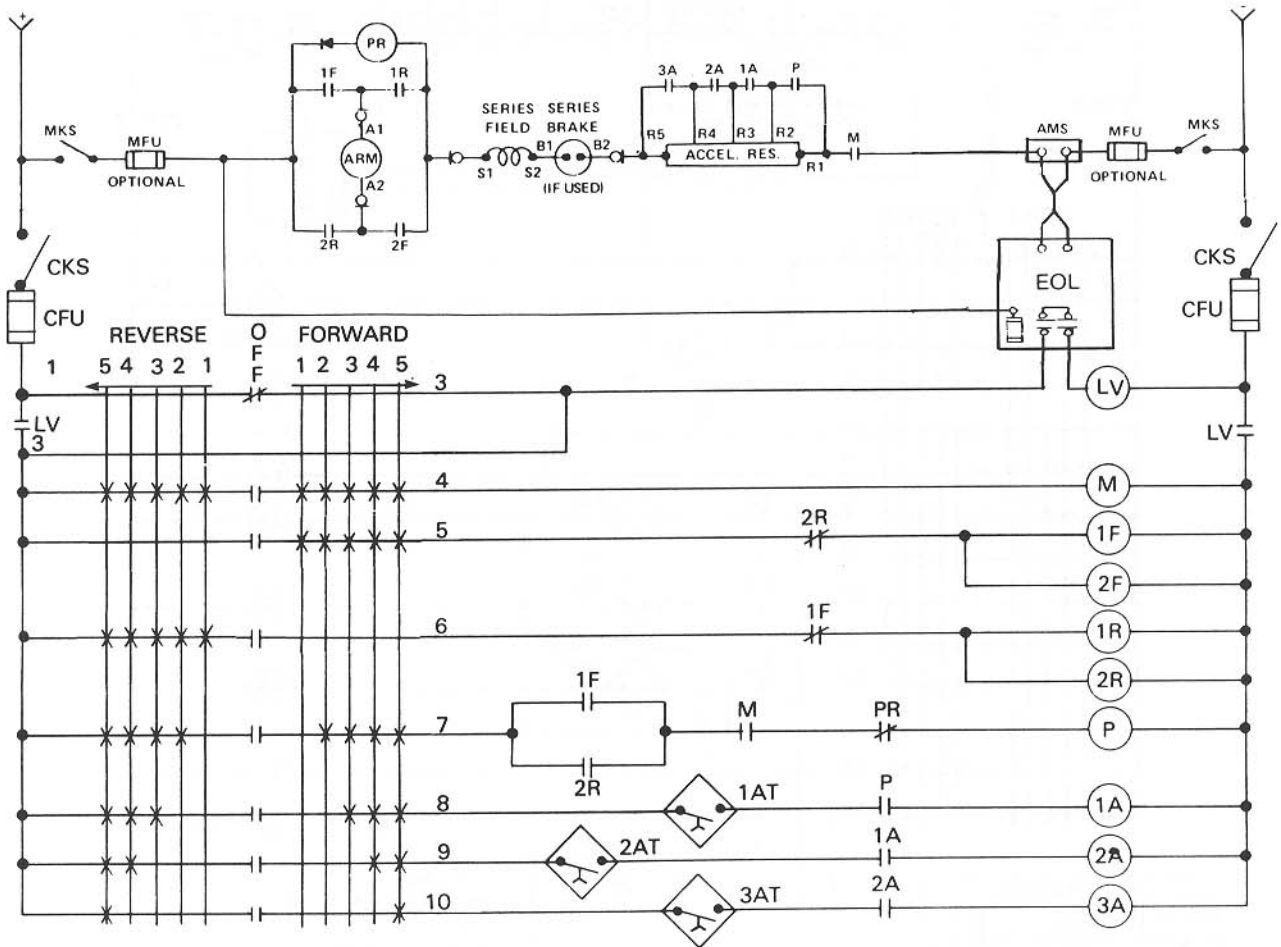 + -
PR
1F 1R
3A 2A 1A P
SERIES SERIES
FIELD BRAKE
MKS MFU A1 B1 B2 R5 R4 R3 R2 M AMS MFU MKS
OPTIONAL ARM S1 S2 ACCEL. RES. R1 OPTIONAL
A2 (IF USED)
2R 2F
CKS CKS
EOL
CFU CFU
REVERSE OFF FORWARD
1 5 4 3 2 1 1 2 3 4 5 3
LV
LV LV
3
4 M
5 2R 1F
2F
6 1F 1R
2R
1F
7 M PR P
2R
8 1AT P 1A
9 2AT 1A 2A
10 3AT 2A 3A